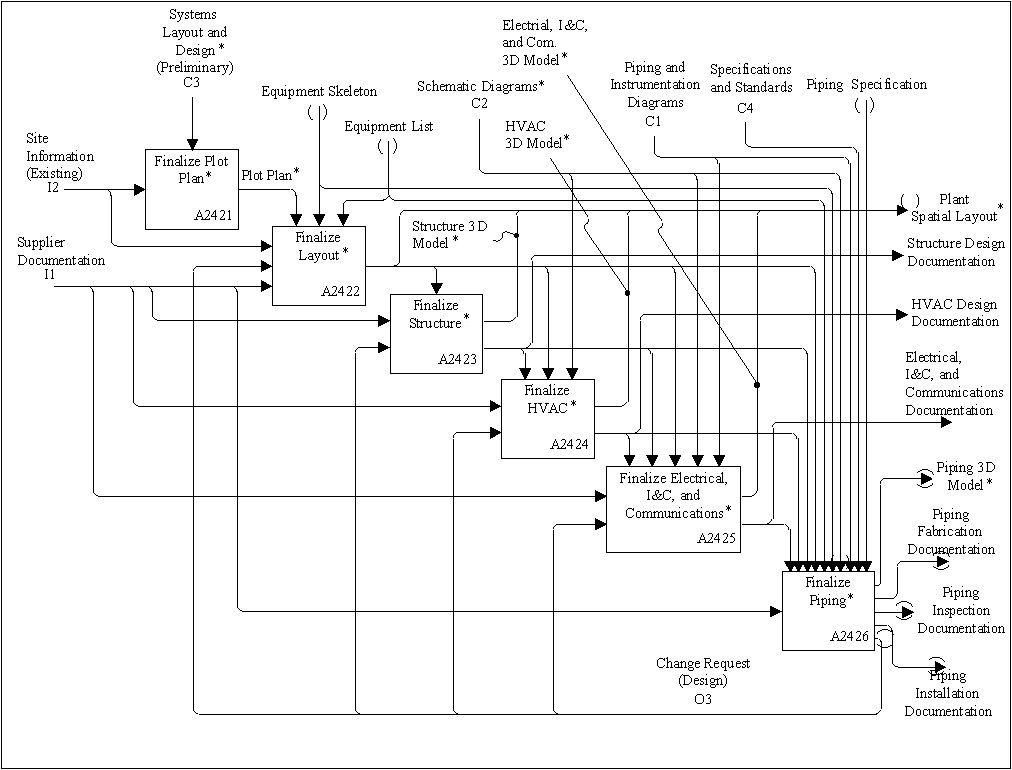 Systems
Layout and
Design*
(Preliminary)
C3
Equipment Skeleton
( )
Equipment List
( )
Schematic Diagrams*
C2
Electrial, I&C,
and Com.
3D Model*
HVAC
3D Model*
Piping and
Instrumentation
Diagrams
C1
Specifications
and Standards
C4
Piping Specification
( )
Site
Information
(Existing)
I2
Finalize Plot
Plan*
A2421
Plot Plan*
Supplier
Documentation
I1
Finalize
Layout*
A2422
Structure 3D
Model*
Finalize
Structure*
A2423
Finalize
HVAC*
A2424
Finalize Electrical,
I&C, and
Communications*
A2425
Finalize
Piping*
A2426
( ) Plant
Spatial Layout*
Structure Design
Documentation
HVAC Design
Documentation
Electrical,
I&C, and
Communications
Documentation
Piping 3D
Model*
Piping
Fabrication
Documentation
Piping
Inspection
Documentation
Piping
Installation
Documentation
Change Request
(Design)
O3